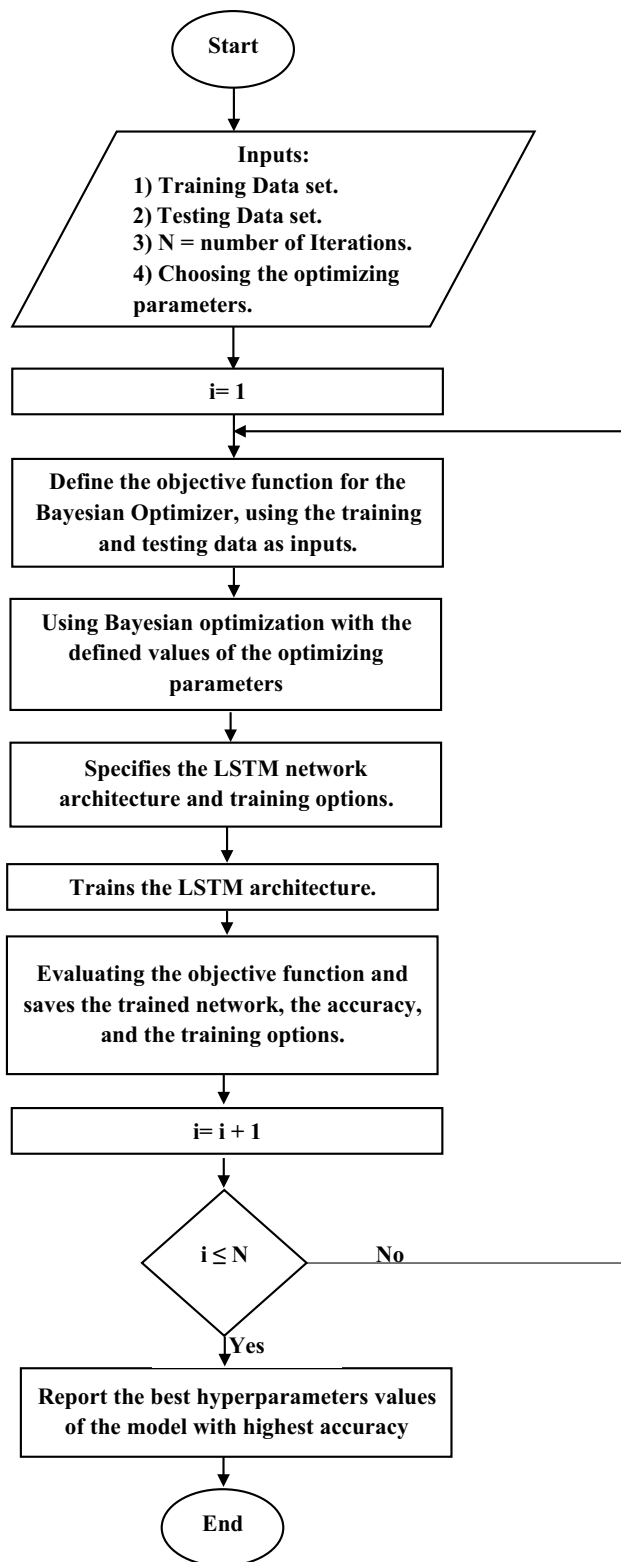 Start
Inputs:
1) Training Data set.
2) Testing Data set.
3) N = number of Iterations.
4) Choosing the optimizing
parameters.
i= 1
Define the objective function for the
Bayesian Optimizer, using the training
and testing data as inputs.
Using Bayesian optimization with the
defined values of the optimizing
parameters
Specifies the LSTM network
architecture and training options.
Trains the LSTM architecture.
Evaluating the objective function and
saves the trained network, the accuracy,
and the training options.
i= i + 1
i ≤ N
No
Yes
Report the best hyperparameters values
of the model with highest accuracy
End